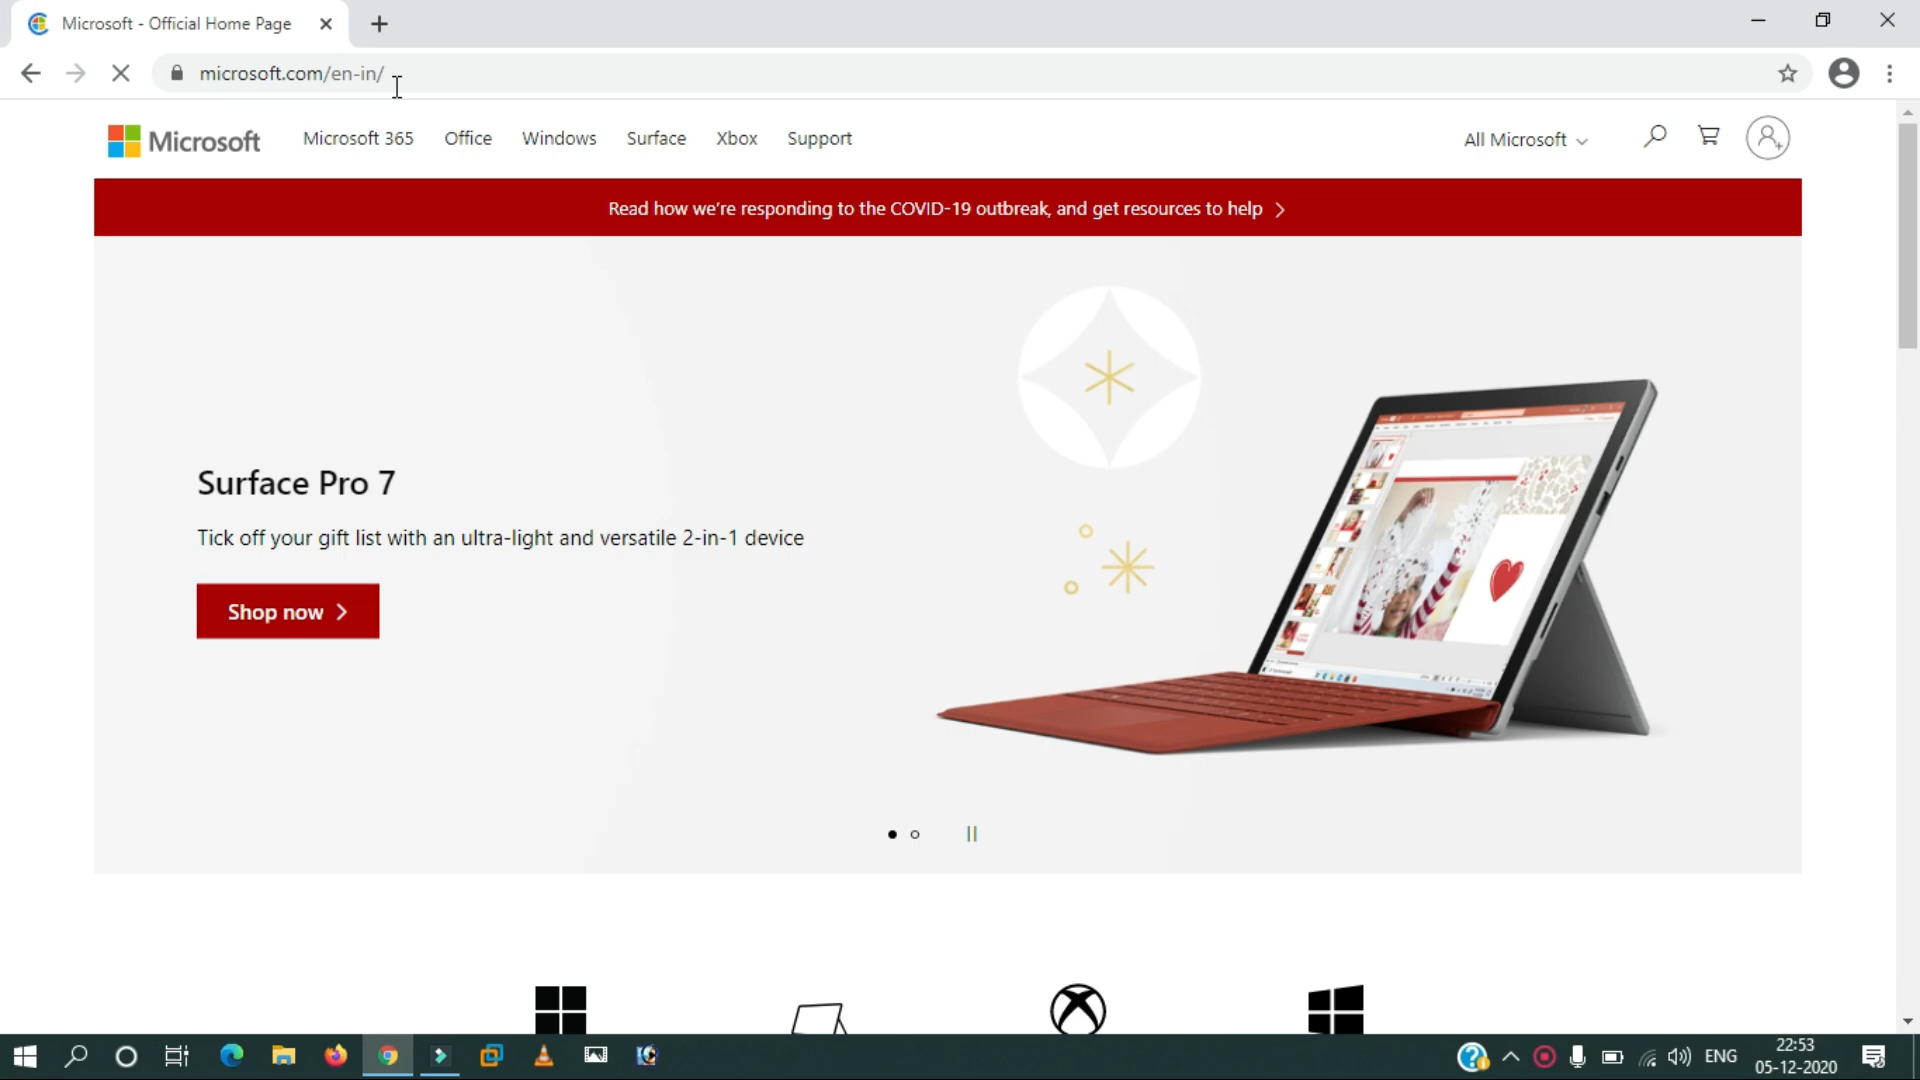 Microsoft - Official Home Page
microsoft.com/en-in/
Microsoft
Microsoft 365
Office
Windows
Surface
Xbox
Support
All Microsoft
Read how we're responding to the COVID-19 outbreak, and get resources to help
Surface Pro 7
Tick off your gift list with an ultra-light and versatile 2-in-1 device
Shop now
ENG
22:53
05-12-2020